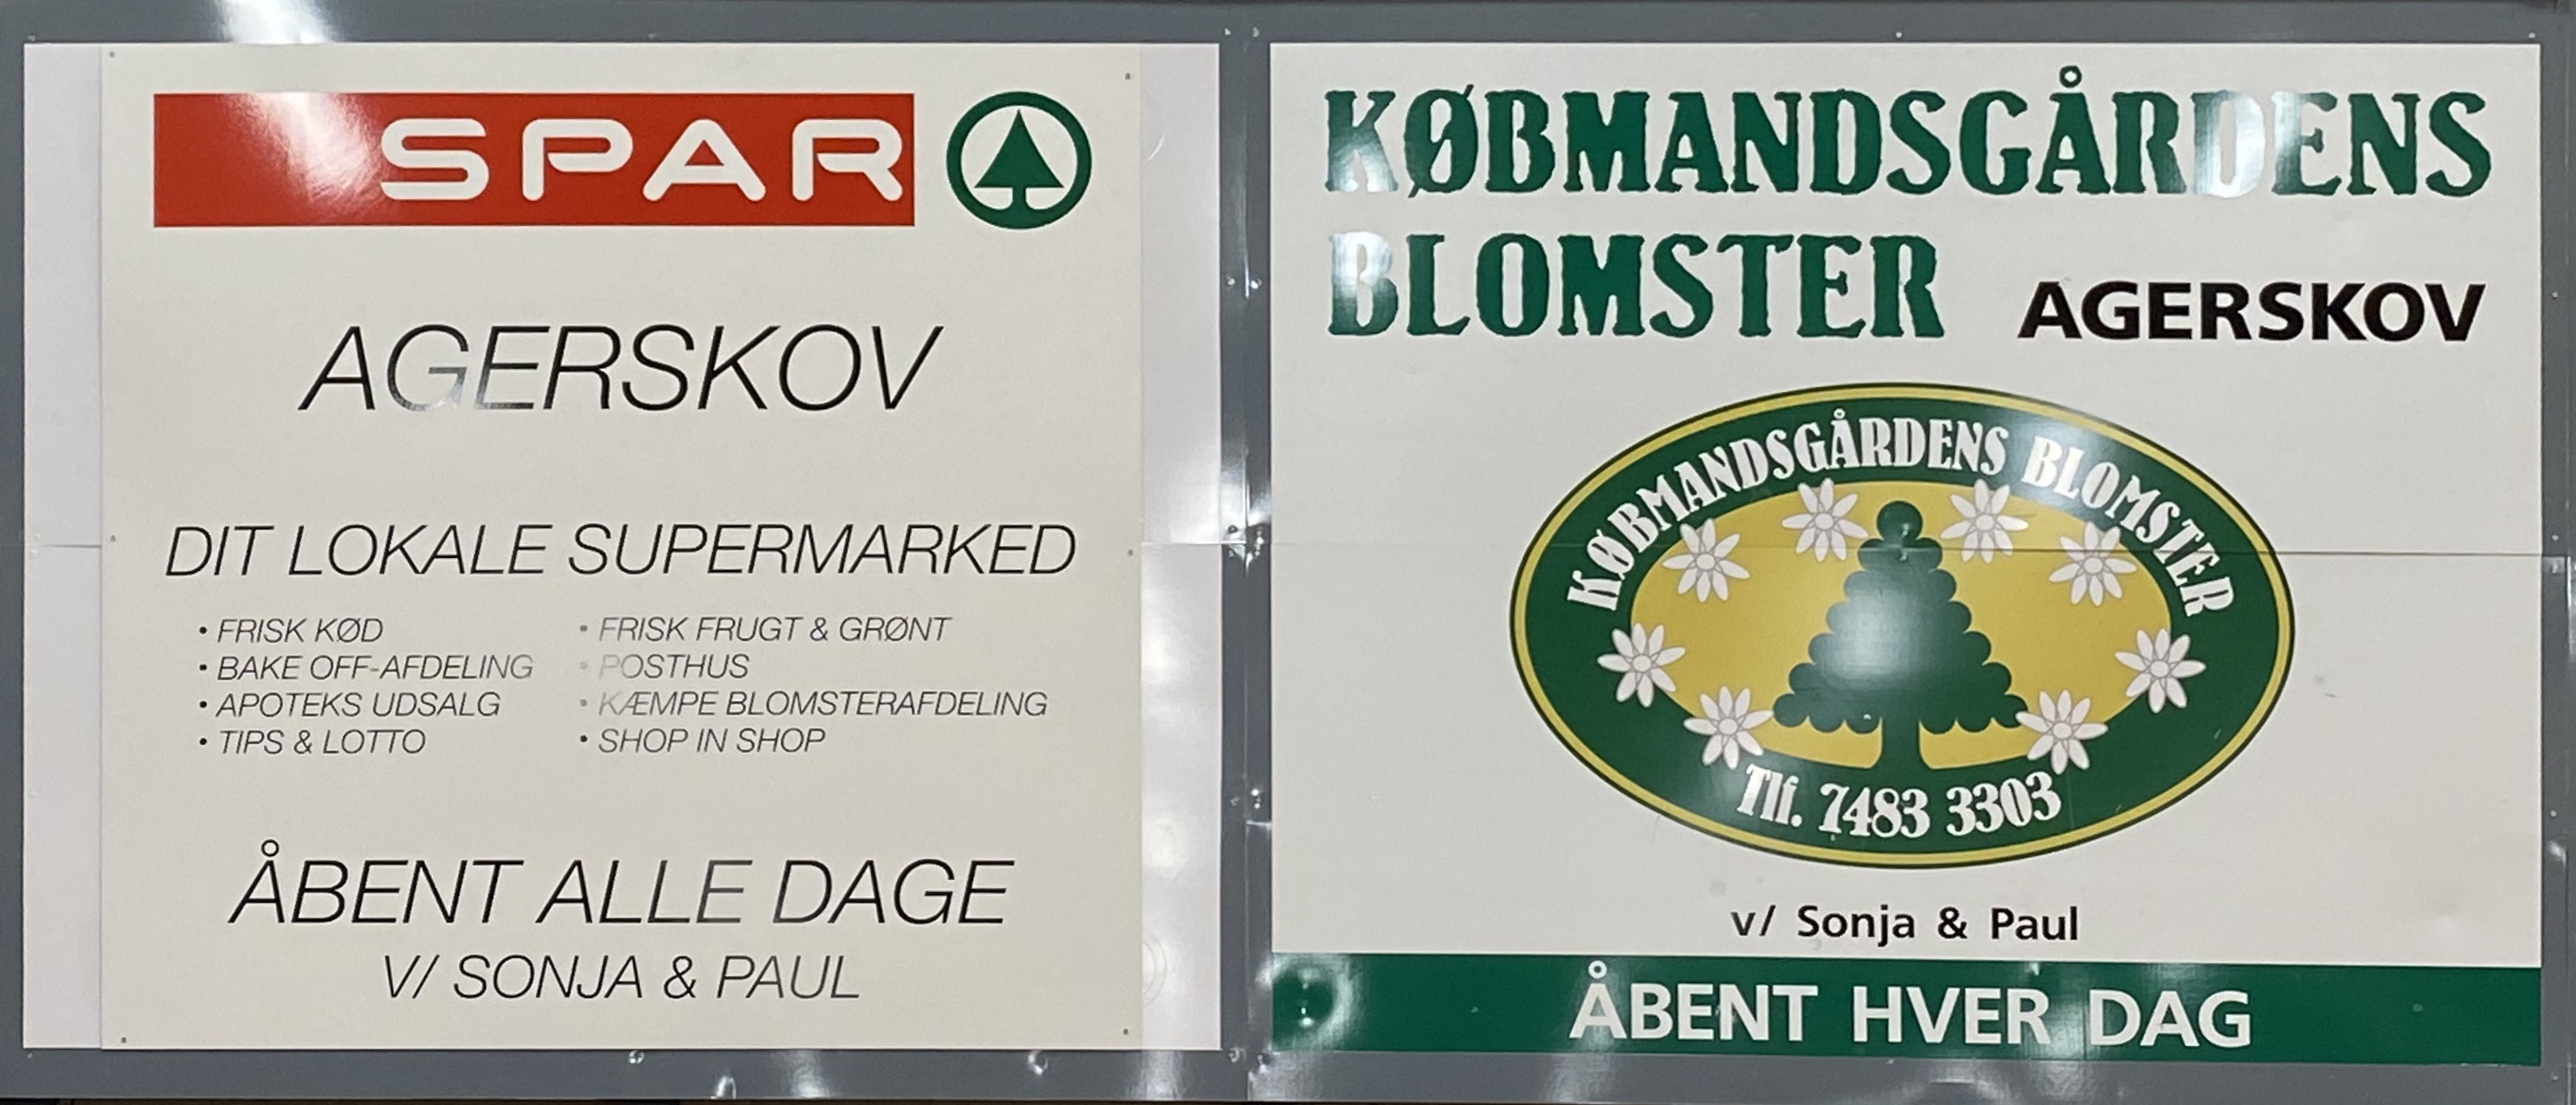 SPAR
AGERSKOV
DIT LOKALE SUPERMARKED
• FRISK KØD
• BAKE OFF-AFDELING
• APOTEKS UDSALG
• TIPS & LOTTO
• FRISK FRUGT & GRØNT
• POSTHUS
• KÆMPE BLOMSTERAFDELING
• SHOP IN SHOP
ÅBENT ALLE DAGE
V/ SONJA & PAUL
KØBMANDSGÅRDENS
BLOMSTER AGERSKOV
KØBMANDSGÅRDENS BLOMSTER
Tlf. 7483 3303
v/ Sonja & Paul
ÅBENT HVER DAG